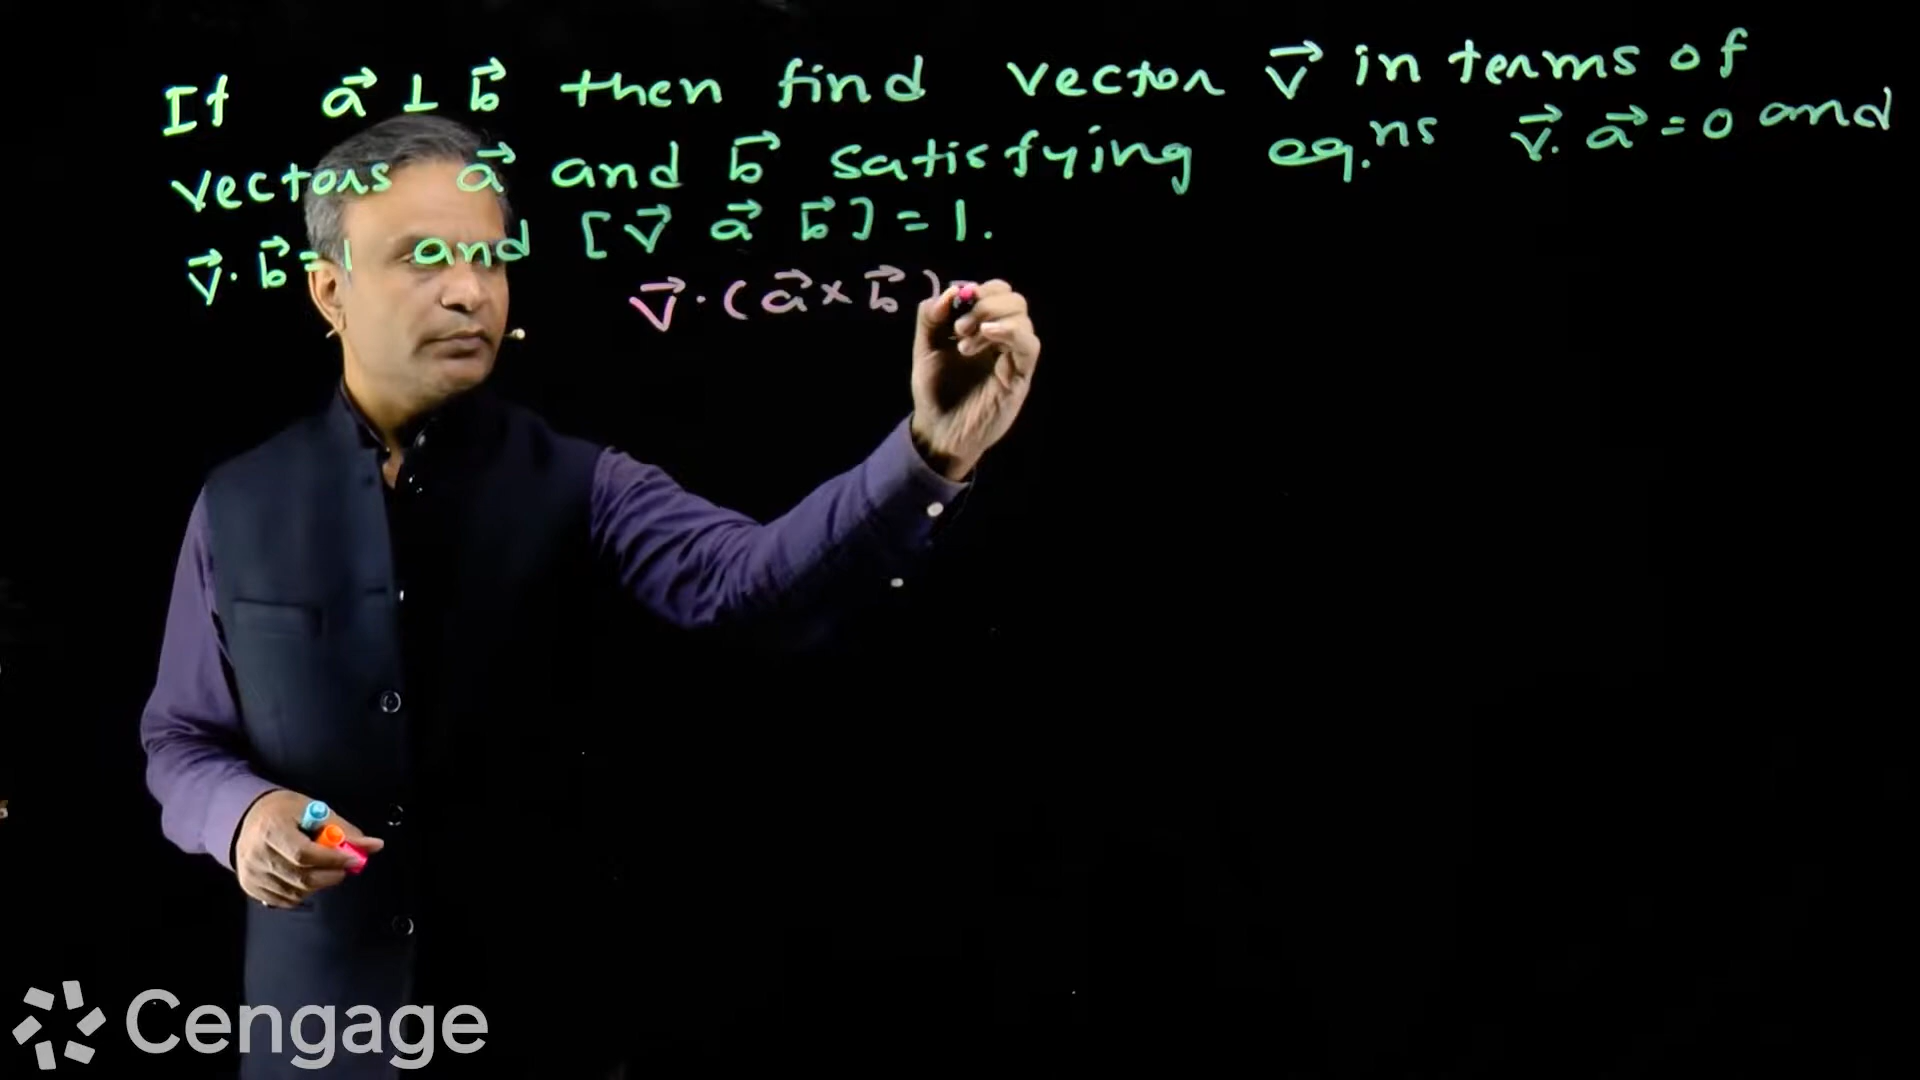 If a⃗ ⊥ b⃗ then find vector v⃗ in terms of
vectors a⃗ and b⃗ satisfying eq.ns v⃗. a⃗ = 0 and
v⃗. b⃗ = 1 and [v⃗ a⃗ b⃗] = 1.
v⃗ · (a⃗ × b⃗) =
Cengage